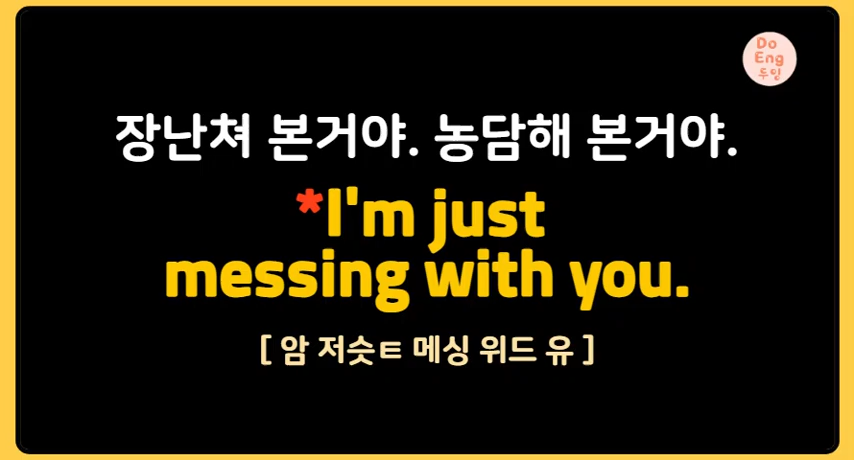 Do
Eng
두잉
장난쳐 본거야. 농담해 본거야.
*I'm just
messing with you.
[ 암 저슷ㅌ 메싱 위드 유 ]